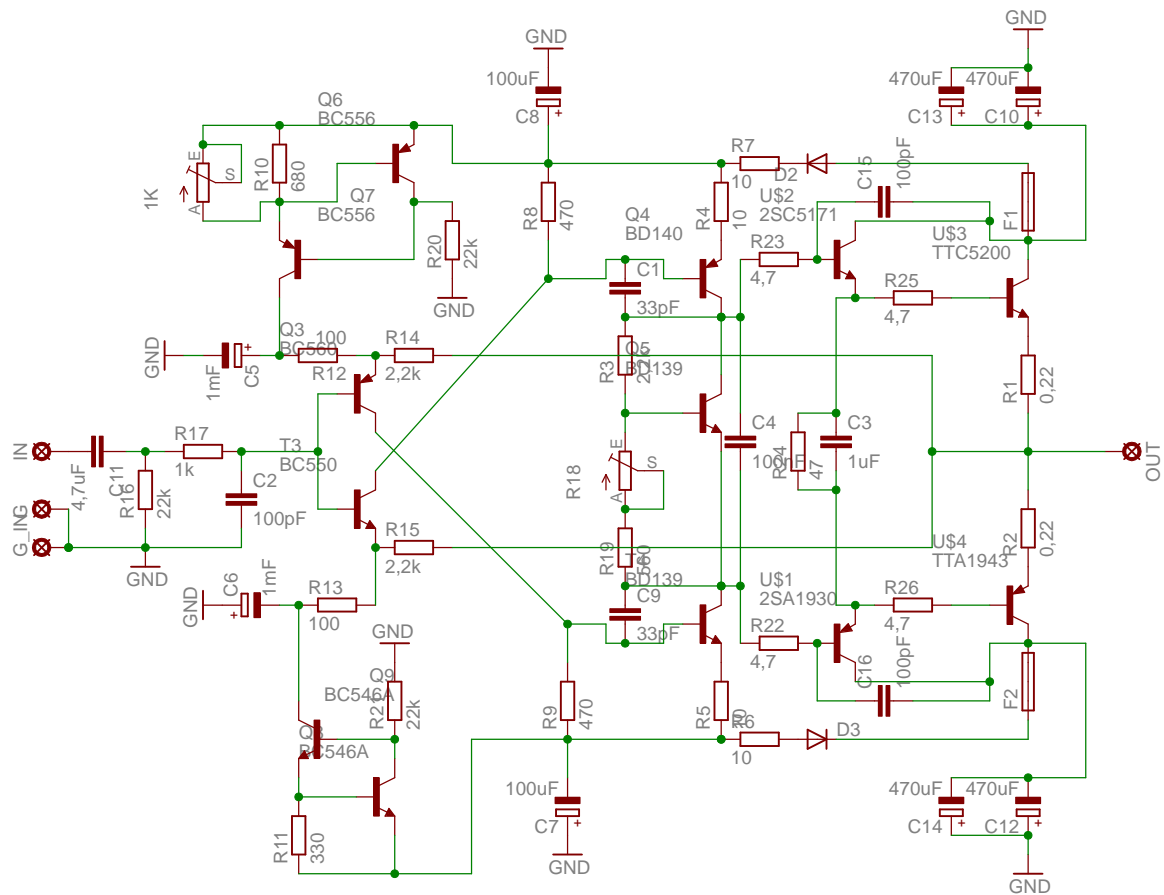 GND
GND
100uF
C8
470uF
470uF
C13
C10
Q6
BC556
R10
680
1K
E
S
A
Q7
BC556
R20
22k
GND
R8
470
Q4
BD140
R4
10
R7
10
D2
U$2
2SC5171
C15
100pF
F1
U$3
TTC5200
R23
4,7
R25
4,7
C1
33pF
Q3
BC560
100
R12
R14
2,2k
GND
1mF
C5
Q5
BD139
R3
2,2k
R1
0,22
IN
4,7uF
C11
R17
1k
R16
22k
T3
BC550
C2
100pF
R18
E
S
A
C4
100nF
R24
47
C3
1uF
OUT
G
G_IN
GND
R15
2,2k
R19
560
T4
BD139
R2
0,22
U$4
TTA1943
GND
C6
1mF
R13
100
C9
33pF
U$1
2SA1930
R22
4,7
R26
4,7
GND
Q9
BC546A
R21
22k
R9
470
R5
10
C16
100pF
F2
Q8
BC546A
R6
10
D3
R11
330
100uF
C7
GND
470uF
470uF
C14
C12
GND